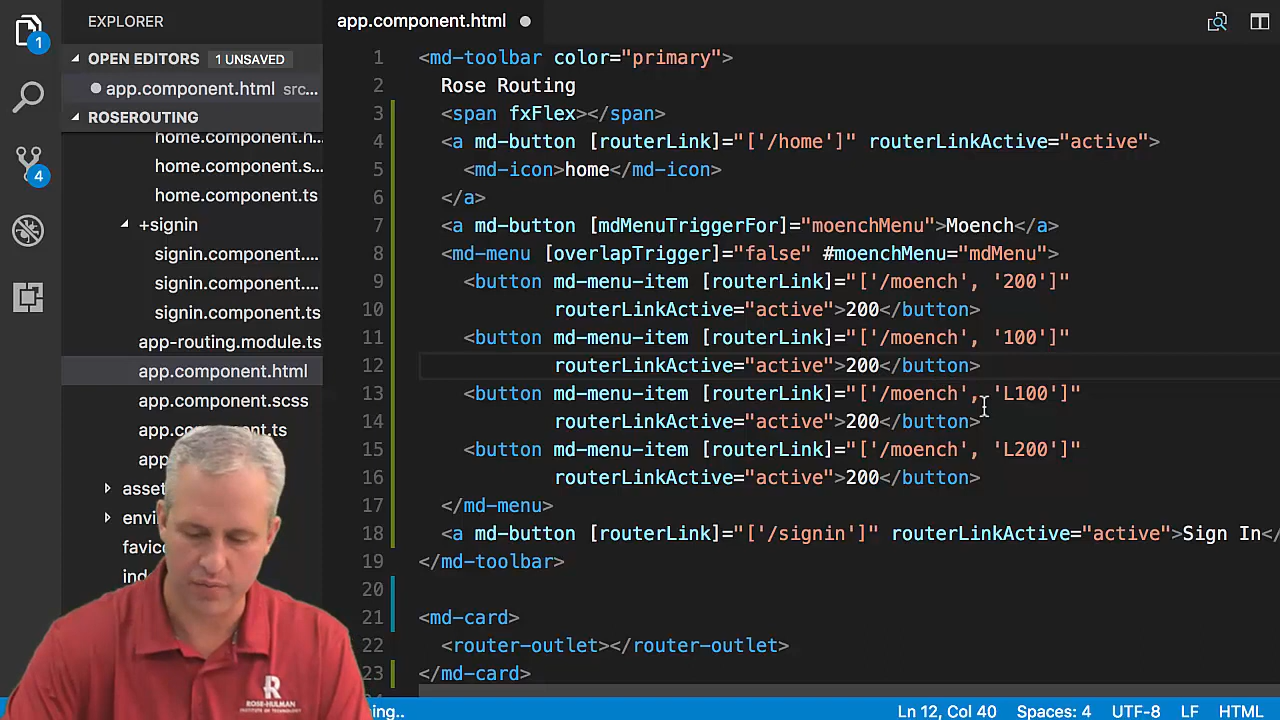 EXPLORER
app.component.html
1
OPEN EDITORS 1 UNSAVED
app.component.html src...
ROSEROUTING
home.component.h...
home.component.s...
home.component.ts
+signin
signin.component....
signin.component....
signin.component.ts
app-routing.module.ts
app.component.html
app.component.scss
app.component.ts
4
1 <md-toolbar color="primary">
2 Rose Routing
3 <span fxFlex></span>
4 <a md-button [routerLink]="['/home']" routerLinkActive="active">
5 <md-icon>home</md-icon>
6 </a>
7 <a md-button [mdMenuTriggerFor]="moenchMenu">Moench</a>
8 <md-menu [overlapTrigger]="false" #moenchMenu="mdMenu">
9 <button md-menu-item [routerLink]="['/moench', '200']"
10 routerLinkActive="active">200</button>
11 <button md-menu-item [routerLink]="['/moench', '100']"
12 routerLinkActive="active">200</button>
13 <button md-menu-item [routerLink]="['/moench', 'L100']"
14 routerLinkActive="active">200</button>
15 <button md-menu-item [routerLink]="['/moench', 'L200']"
16 routerLinkActive="active">200</button>
17 </md-menu>
18 <a md-button [routerLink]="['/signin']" routerLinkActive="active">Sign In</
19 </md-toolbar>
20
21 <md-card>
22 <router-outlet></router-outlet>
23 </md-card>
ROSE-HULMAN
Ln 12, Col 40 Spaces: 4 UTF-8 LF HTML